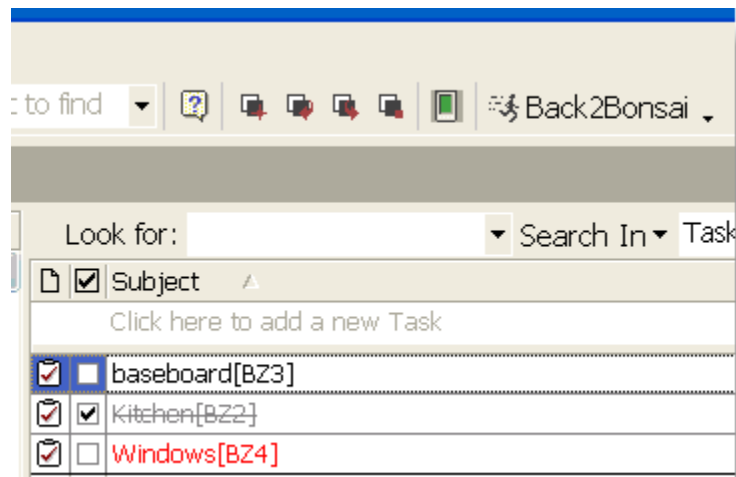 to find Back2Bonsai
Look for: Search In Task
Subject
Click here to add a new Task
baseboard[BZ3]
Kitchen[BZ2]
Windows[BZ4]